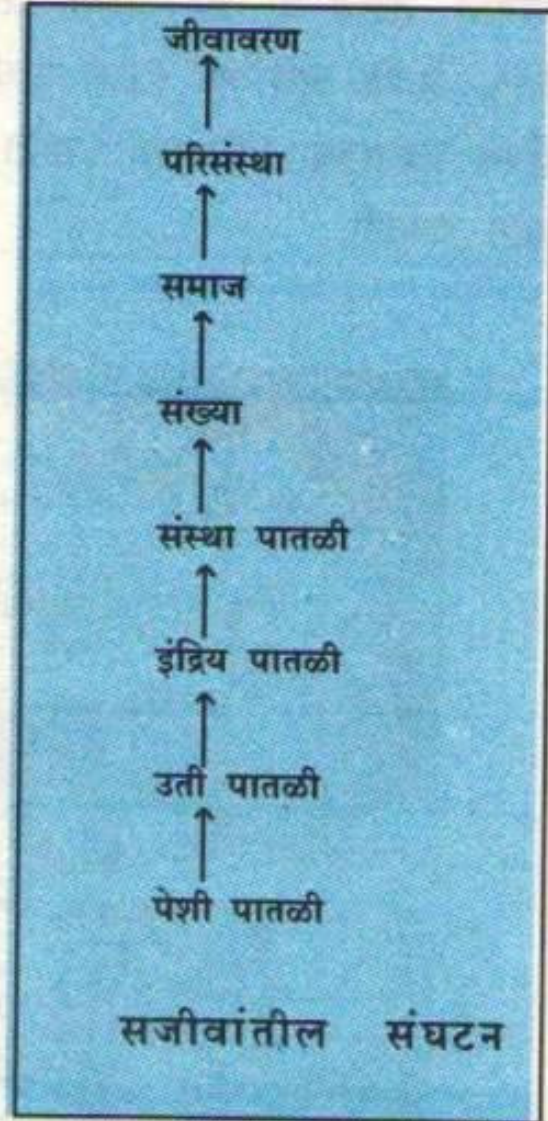 जीवावरण
परिसंस्था
समाज
संख्या
संस्था पातळी
इंद्रिय पातळी
उती पातळी
पेशी पातळी
सजीवांतील संघटन